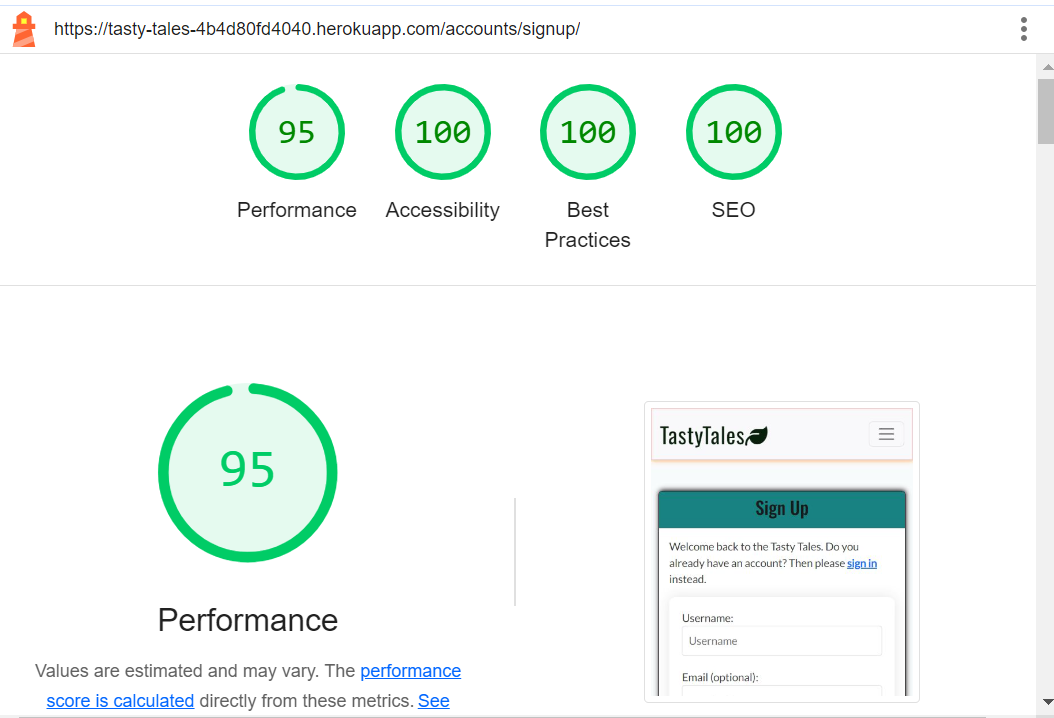 https://tasty-tales-4b4d80fd4040.herokuapp.com/accounts/signup/
95
100
100
100
Performance
Accessibility
Best
Practices
SEO
95
Performance
Values are estimated and may vary. The performance
score is calculated directly from these metrics. See
TastyTales
Sign Up
Welcome back to the Tasty Tales. Do you
already have an account? Then please sign in
instead.
Username:
Username
Email (optional):